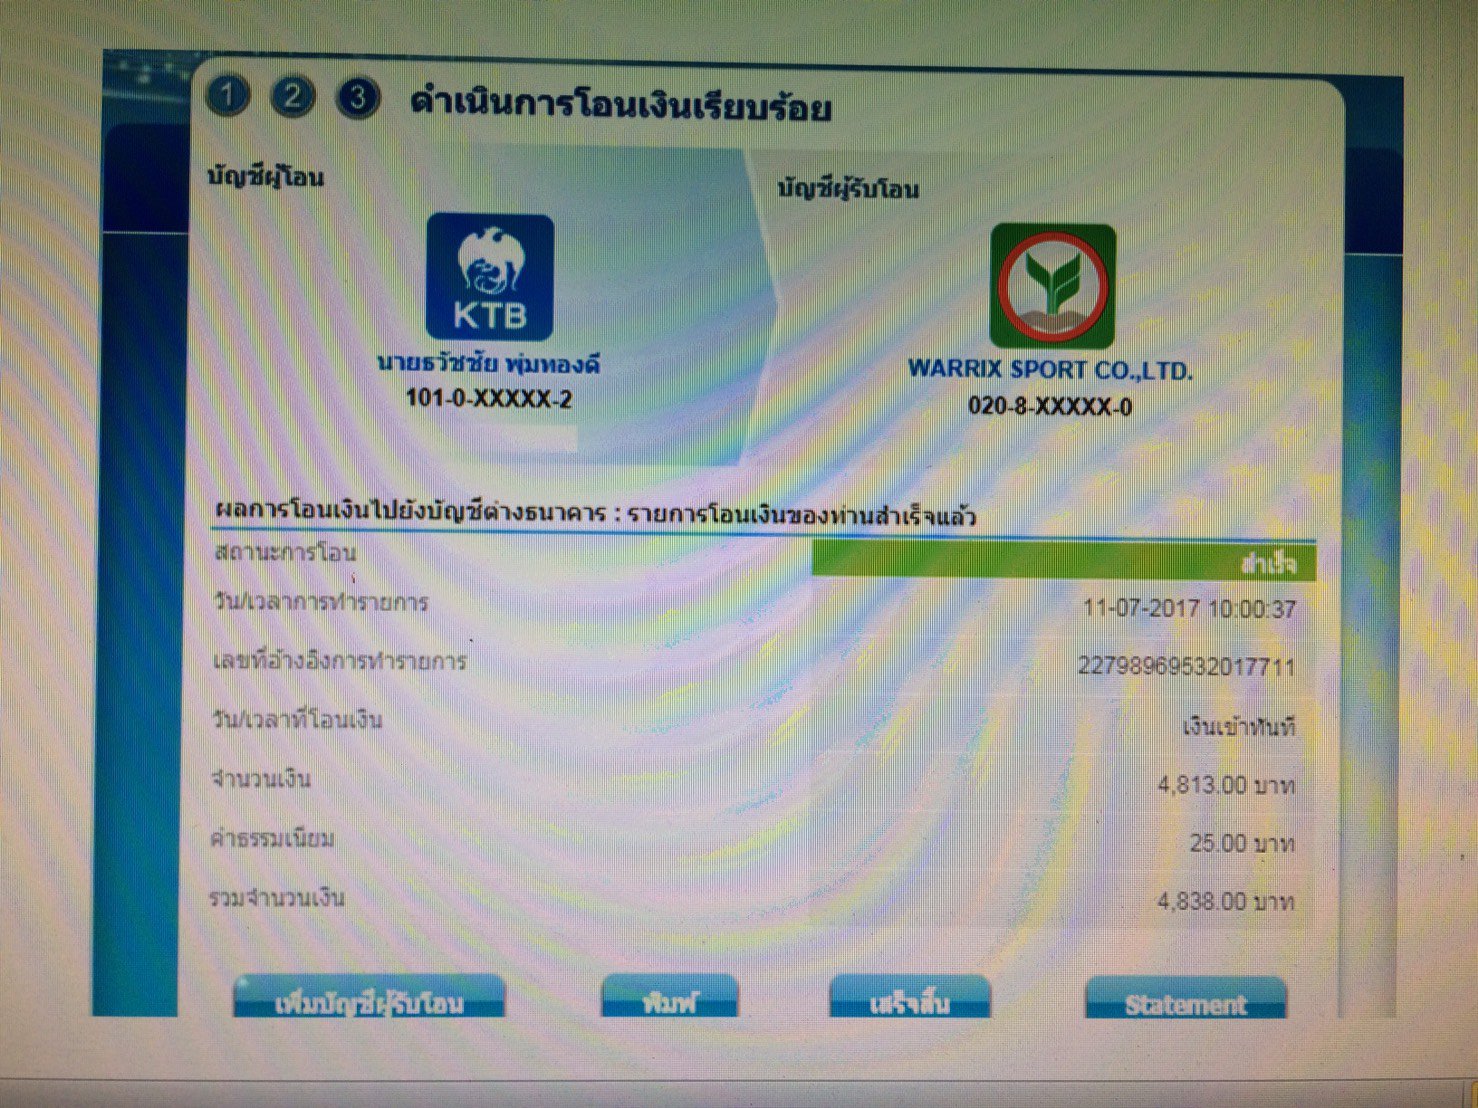 1 2 3 ดำเนินการโอนเงินเรียบร้อย
บัญชีผู้โอน
บัญชีผู้รับโอน
KTB
นายธวัชชัย พุ่มทองดี
101-0-XXXXX-2
WARRIX SPORT CO.,LTD.
020-8-XXXXX-0
ผลการโอนเงินไปยังบัญชีต่างธนาคาร : รายการโอนเงินของท่านสำเร็จแล้ว
สถานะการโอน สำเร็จ
วัน/เวลาการทำรายการ 11-07-2017 10:00:37
เลขที่อ้างอิงการทำรายการ 22798969532017711
วัน/เวลาที่โอนเงิน เงินเข้าทันที
จำนวนเงิน 4,813.00 บาท
ค่าธรรมเนียม 25.00 บาท
รวมจำนวนเงิน 4,838.00 บาท
เพิ่มบัญชีผู้รับโอน พิมพ์ เสร็จสิ้น Statement